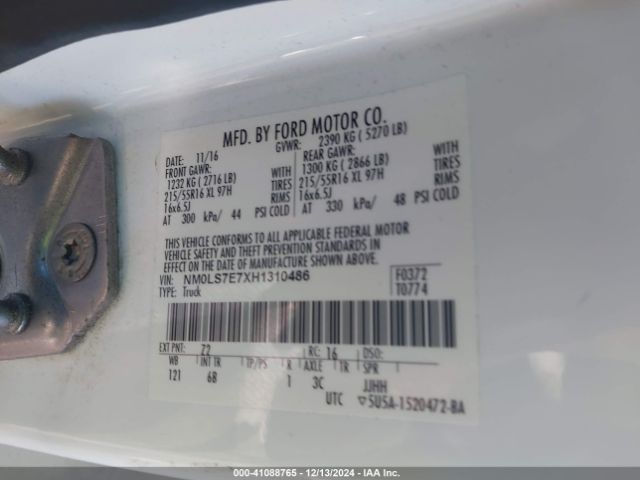 MFD. BY FORD MOTOR CO.
DATE: 11/16 GVWR: 2390 KG ( 5270 LB)
FRONT GAWR: REAR GAWR:
1232 KG ( 2716 LB) WITH 1300 KG ( 2866 LB) WITH
215/55R16 XL 97H TIRES 215/55R16 XL 97H TIRES
16x6.5J RIMS 16x6.5J RIMS
AT 300 kPa/ 44 PSI COLD AT 330 kPa/ 48 PSI COLD
THIS VEHICLE CONFORMS TO ALL APPLICABLE FEDERAL MOTOR
VEHICLE SAFETY AND THEFT PREVENTION STANDARDS IN
EFFECT ON THE DATE OF MANUFACTURE SHOWN ABOVE.
VIN: NM0LS7E7XH1310486 F0372
TYPE: Truck T0774
EXT PNT: Z2 RC: 16 DSO:
WB INT TR TP/PS R AXLE TR SPR
121 6B 1 3C JJHH
UTC ▽5U5A-1520472-BA
000-41088765 - 12/13/2024 - IAA Inc.